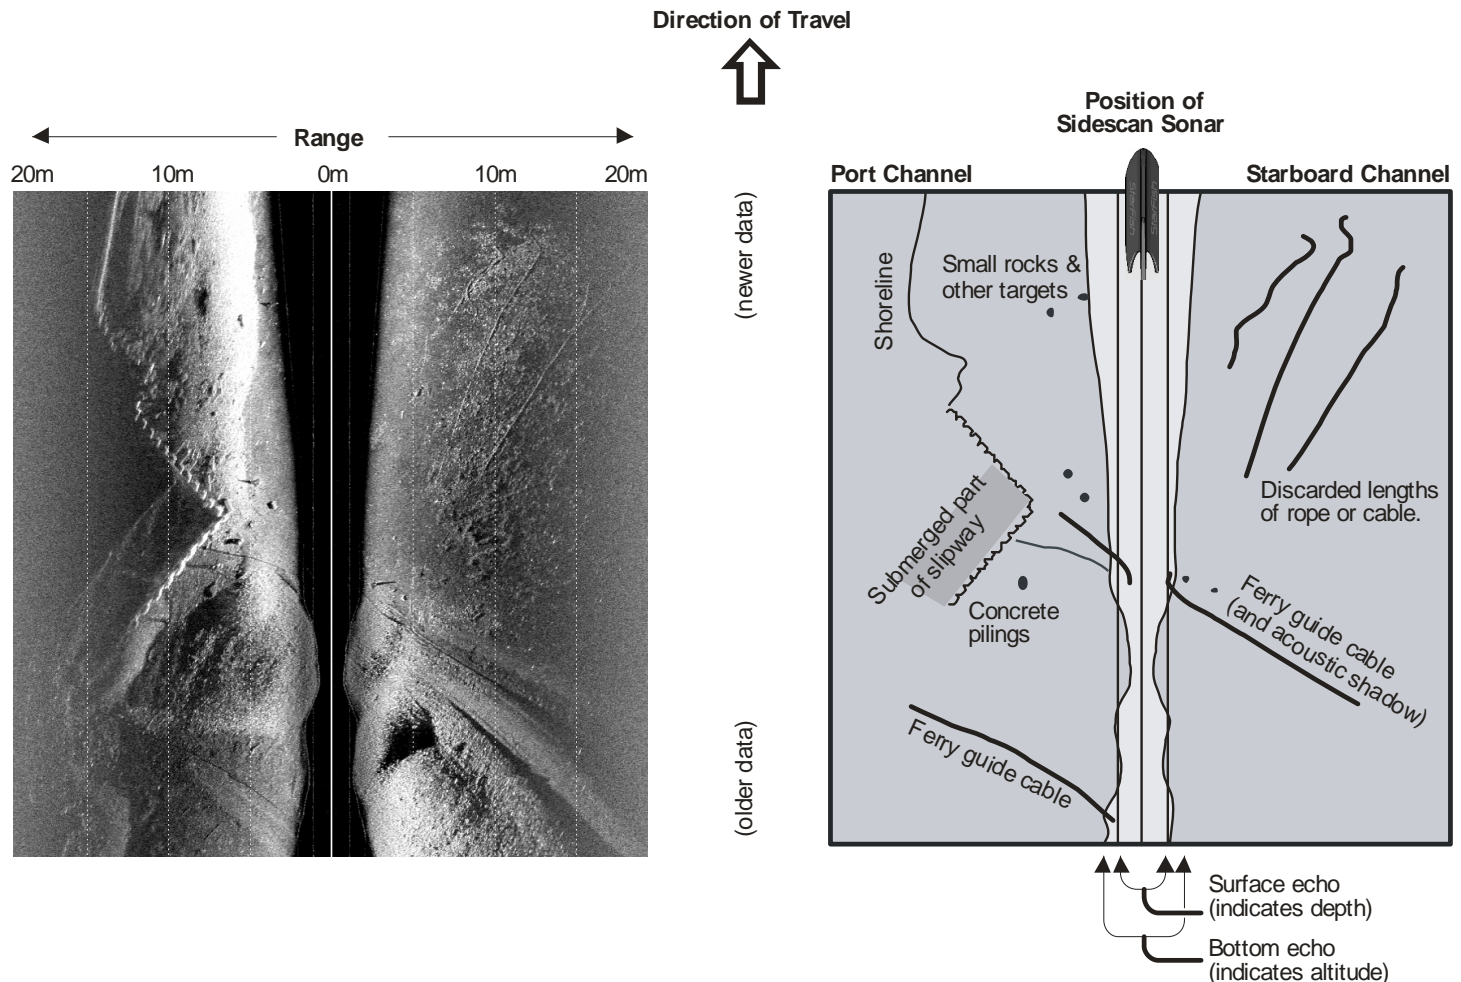 Direction of Travel
Range
20m 10m 0m 10m 20m
(newer data)
(older data)
Position of
Sidescan Sonar
Port Channel
Starboard Channel
Shoreline
Small rocks &
other targets
Discarded lengths
of rope or cable.
Submerged part
of slipway
Concrete
pilings
Ferry guide cable
(and acoustic shadow)
Ferry guide cable
Surface echo
(indicates depth)
Bottom echo
(indicates altitude)